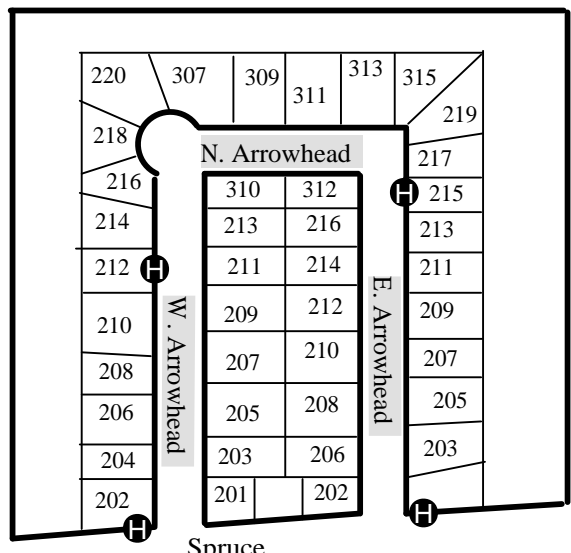 220 307 309 313 315
311
219
218
217
N. Arrowhead
216 310 312 H 215
214 213 216 213
212 H 211 214 211
W. Arrowhead
E. Arrowhead
210 209 212 209
208 207 210 207
206 205 208 205
204 203 206 203
202 201 202
H H
Spruce